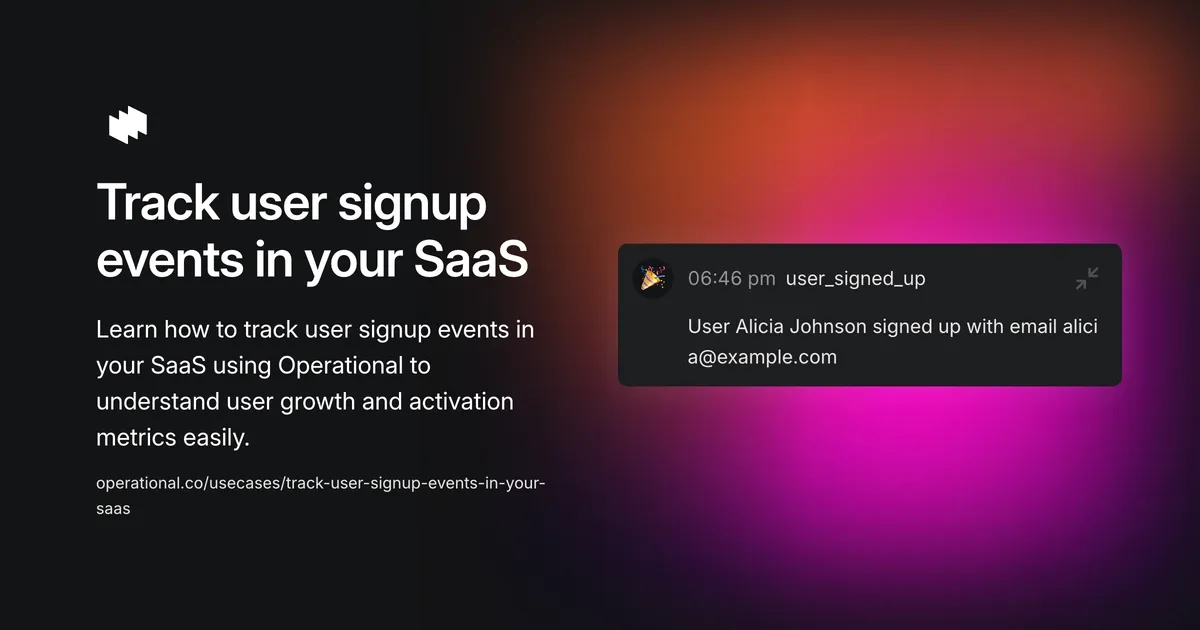 Track user signup
events in your SaaS
Learn how to track user signup events in
your SaaS using Operational to
understand user growth and activation
metrics easily.
operational.co/usecases/track-user-signup-events-in-your-
saas
06:46 pm user_signed_up
User Alicia Johnson signed up with email alici
a@example.com